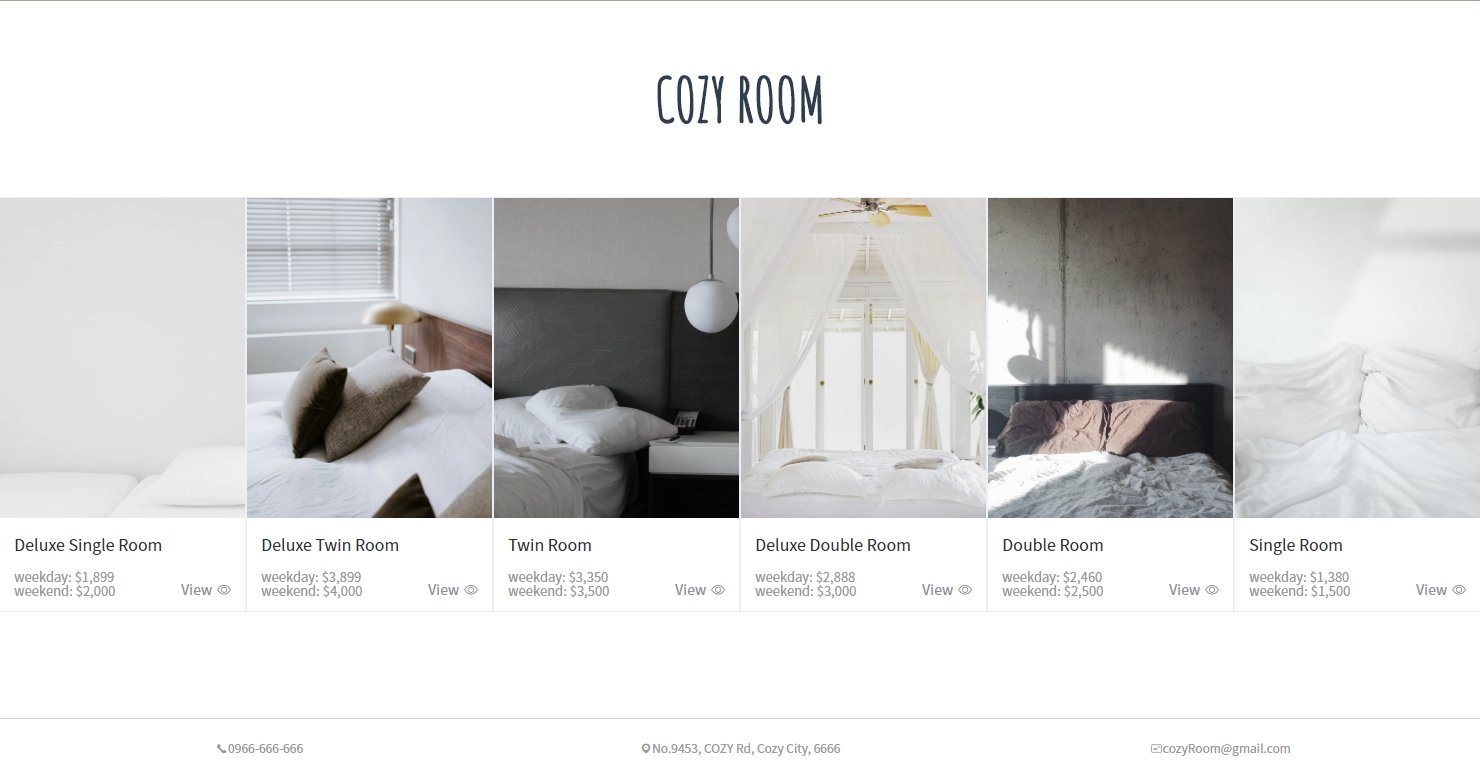 COZY ROOM
Deluxe Single Room
weekday: $1,899
weekend: $2,000
View
Deluxe Twin Room
weekday: $3,899
weekend: $4,000
View
Twin Room
weekday: $3,350
weekend: $3,500
View
Deluxe Double Room
weekday: $2,888
weekend: $3,000
View
Double Room
weekday: $2,460
weekend: $2,500
View
Single Room
weekday: $1,380
weekend: $1,500
View
0966-666-666
No.9453, COZY Rd, Cozy City, 6666
cozyRoom@gmail.com